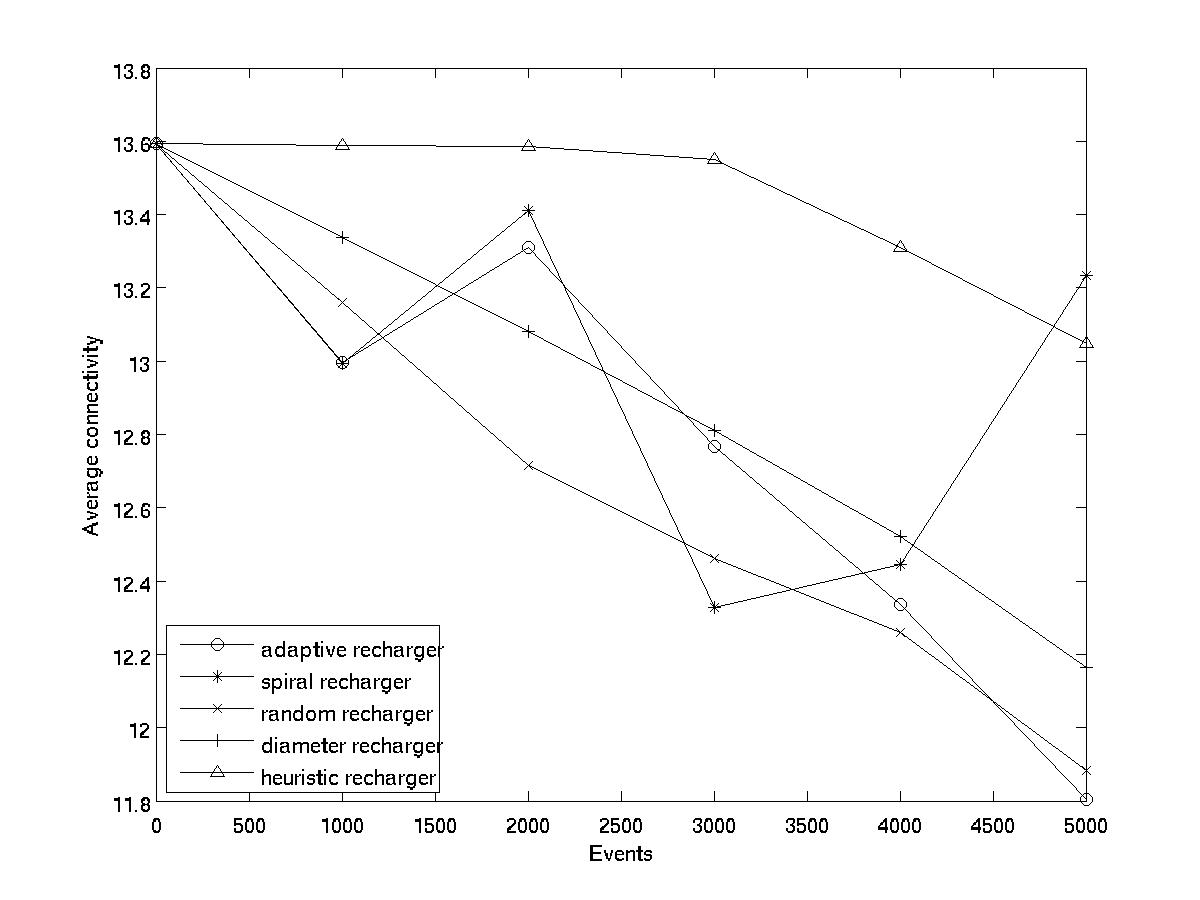 13.8
13.6
13.4
13.2
13
12.8
12.6
12.4
12.2
12
11.8
Average connectivity
adaptive recharger
spiral recharger
random recharger
diameter recharger
heuristic recharger
0 500 1000 1500 2000 2500 3000 3500 4000 4500 5000
Events